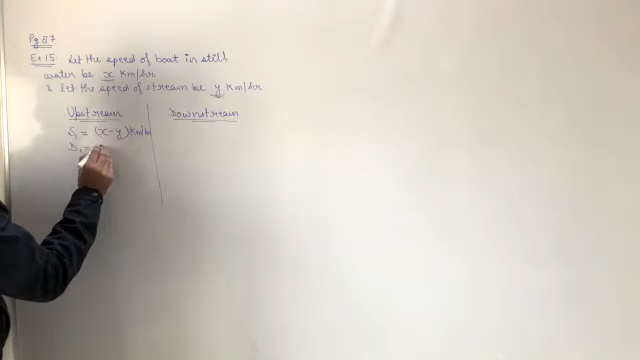 Pg 87
Ex 15 Let the speed of boat in still
water be x Km/hr
& let the speed of stream be y Km/hr
Upstream Downstream
S₁ = (x-y) Km/hr
D₁ =